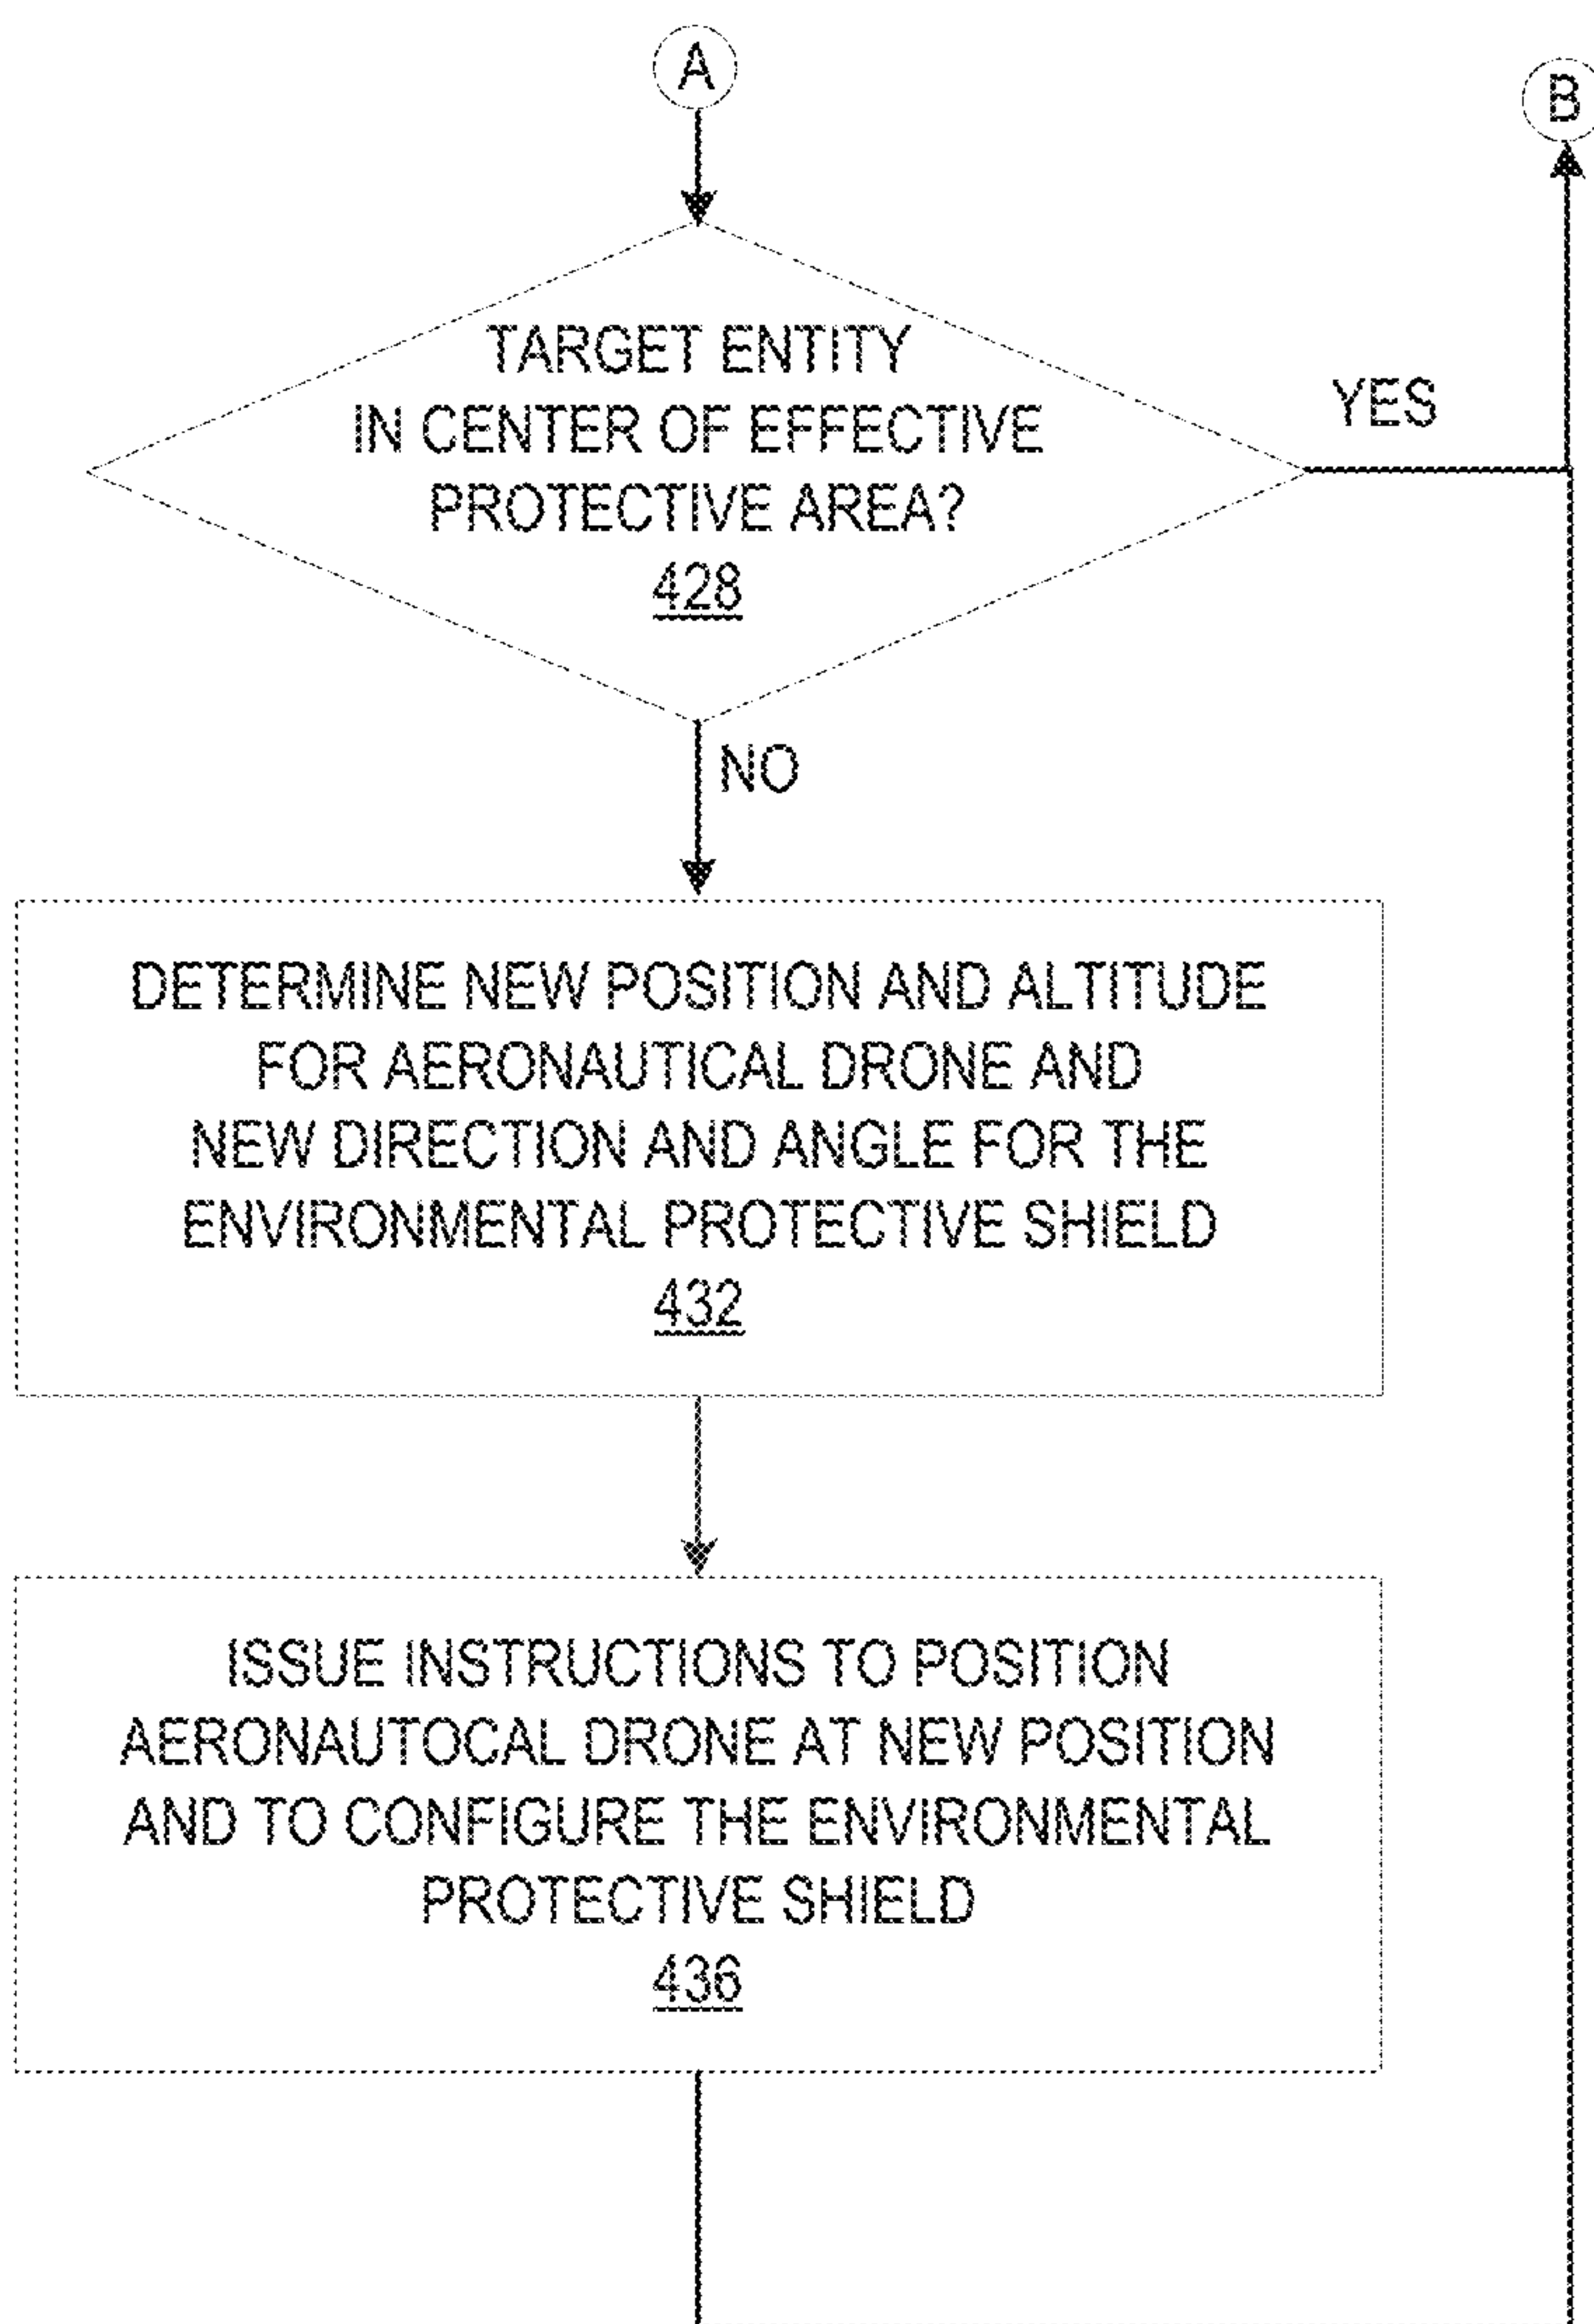 A
B
TARGET ENTITY
IN CENTER OF EFFECTIVE
PROTECTIVE AREA?
428
YES
NO
DETERMINE NEW POSITION AND ALTITUDE
FOR AERONAUTICAL DRONE AND
NEW DIRECTION AND ANGLE FOR THE
ENVIRONMENTAL PROTECTIVE SHIELD
432
ISSUE INSTRUCTIONS TO POSITION
AERONAUTOCAL DRONE AT NEW POSITION
AND TO CONFIGURE THE ENVIRONMENTAL
PROTECTIVE SHIELD
436